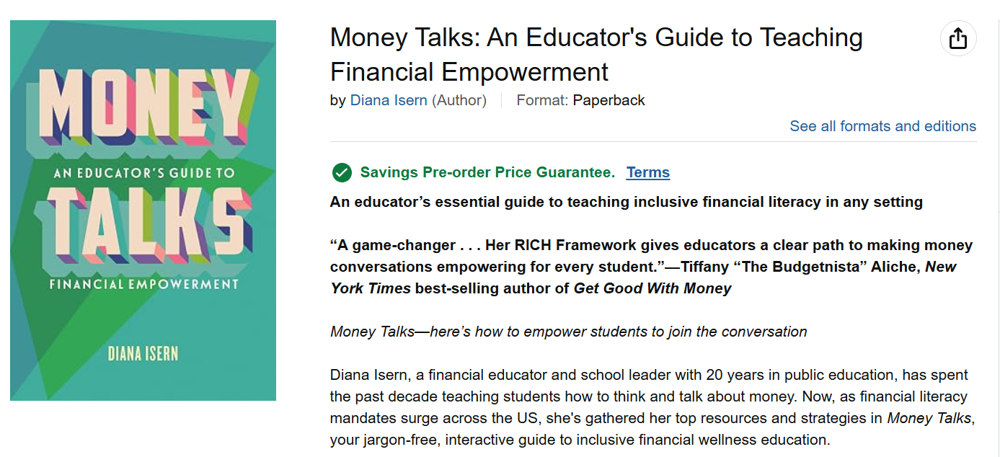 MONEY
AN EDUCATOR'S GUIDE TO
TALKS
FINANCIAL EMPOWERMENT
DIANA ISERN
Money Talks: An Educator's Guide to Teaching
Financial Empowerment
by Diana Isern (Author) Format: Paperback
See all formats and editions
Savings Pre-order Price Guarantee. Terms
An educator’s essential guide to teaching inclusive financial literacy in any setting
“A game-changer . . . Her RICH Framework gives educators a clear path to making money
conversations empowering for every student.”—Tiffany “The Budgetnista” Aliche, New
York Times best-selling author of Get Good With Money
Money Talks—here’s how to empower students to join the conversation
Diana Isern, a financial educator and school leader with 20 years in public education, has spent
the past decade teaching students how to think and talk about money. Now, as financial literacy
mandates surge across the US, she's gathered her top resources and strategies in Money Talks,
your jargon-free, interactive guide to inclusive financial wellness education.